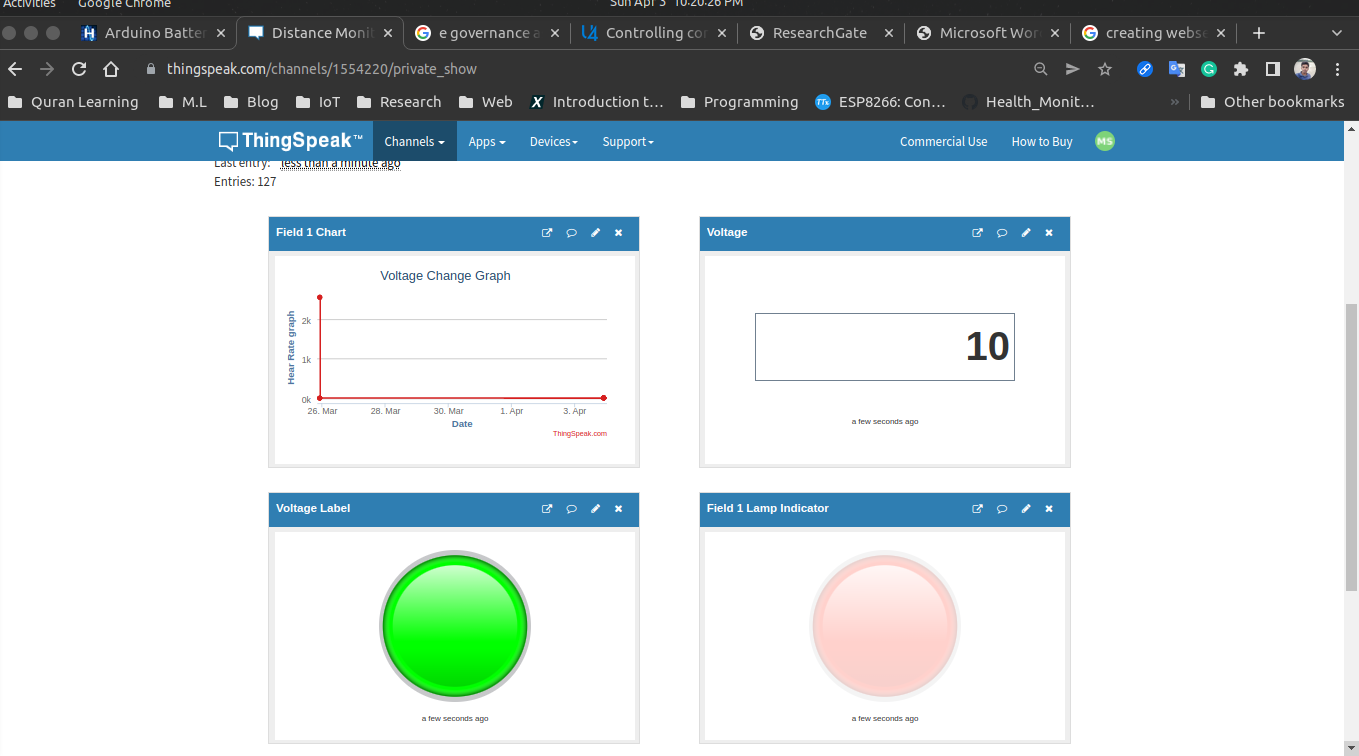 Activities Google Chrome Sun Apr 3 10:20:26 PM
Arduino Batter Distance Moni e governance a Controlling cor ResearchGate Microsoft Wor creating webse
thingspeak.com/channels/1554220/private_show
Quran Learning M.L Blog IoT Research Web Introduction t... Programming ESP8266: Con... Health_Monit... » Other bookmarks
ThingSpeak™ Channels Apps Devices Support Commercial Use How to Buy MS
Last entry: less than a minute ago
Entries: 127
Field 1 Chart
Voltage Change Graph
Hear Rate graph
2k
1k
0k
26. Mar 28. Mar 30. Mar 1. Apr 3. Apr
Date
ThingSpeak.com
Voltage
10
a few seconds ago
Voltage Label
a few seconds ago
Field 1 Lamp Indicator
a few seconds ago